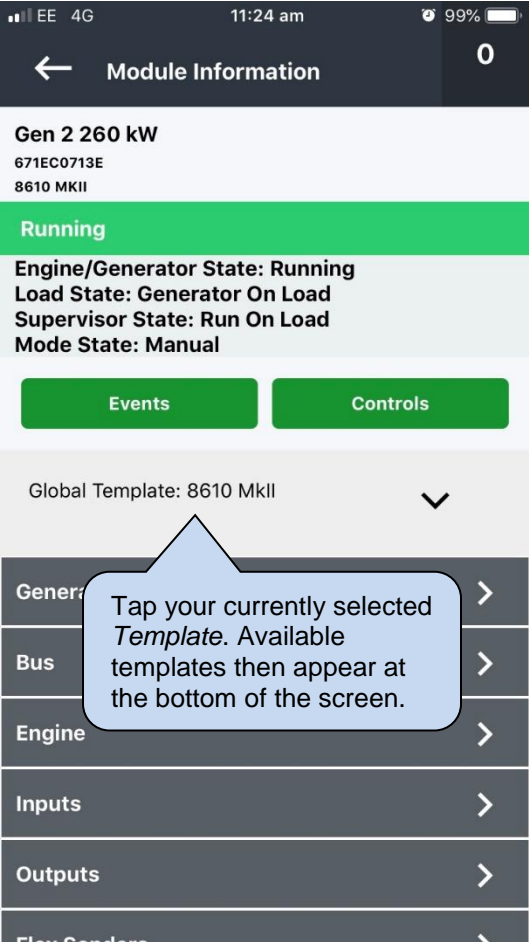 EE 4G 11:24 am 99%
Module Information 0
Gen 2 260 kW
671EC0713E
8610 MKII
Running
Engine/Generator State: Running
Load State: Generator On Load
Supervisor State: Run On Load
Mode State: Manual
Events Controls
Global Template: 8610 MkII
Tap your currently selected
Template. Available
templates then appear at
the bottom of the screen.
Bus
Engine
Inputs
Outputs